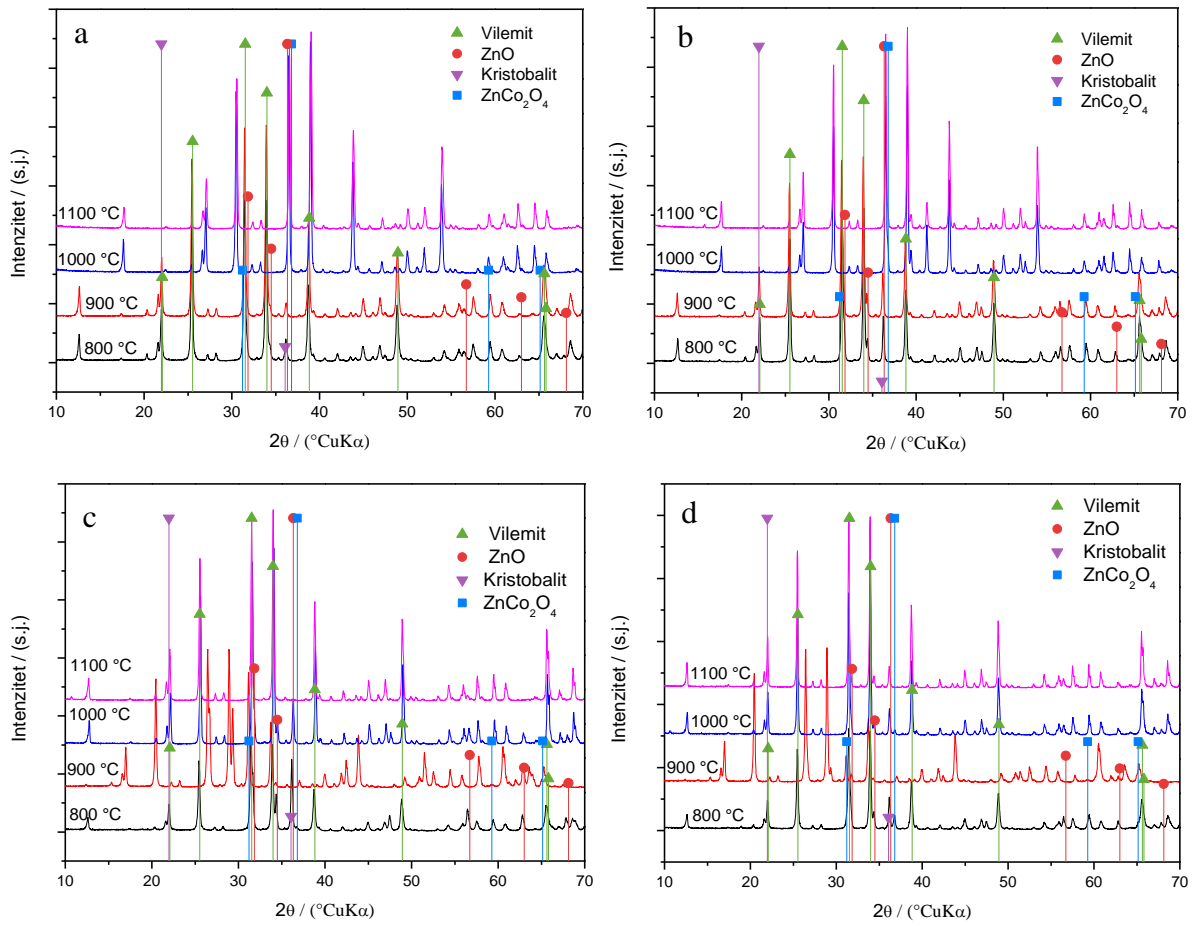 a
Vilemit
ZnO
Kristobalit
ZnCo₂O₄
Intenzitet / (s.j.)
1100 °C
1000 °C
900 °C
800 °C
10 20 30 40 50 60 70
2θ / (°CuKα)
b
Vilemit
ZnO
Kristobalit
ZnCo₂O₄
Intenzitet / (s.j.)
1100 °C
1000 °C
900 °C
800 °C
10 20 30 40 50 60 70
2θ / (°CuKα)
c
Vilemit
ZnO
Kristobalit
ZnCo₂O₄
Intenzitet / (s.j.)
1100 °C
1000 °C
900 °C
800 °C
10 20 30 40 50 60 70
2θ / (°CuKα)
d
Vilemit
ZnO
Kristobalit
ZnCo₂O₄
Intenzitet / (s.j.)
1100 °C
1000 °C
900 °C
800 °C
10 20 30 40 50 60 70
2θ / (°CuKα)